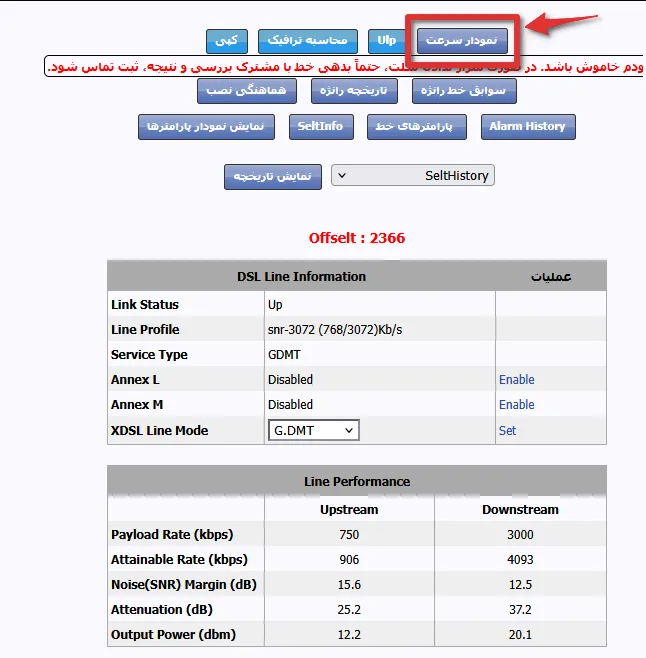 نمودار سرعت Ulp محاسبه ترافیک کپی
ودم خاموش باشد. در صورت قرار نداده سلت، حتماً بدهی خط با مشترک بررسی و نتیجه، ثبت تماس شود.
سوابق خط رانژه تاریخچه رانژه هماهنگی نصب
Alarm History پارامترهای خط SeltInfo نمایش نمودار پارامترها
SeltHistory نمایش تاریخچه
Offselt : 2366
DSL Line Information عملیات
Link Status Up
Line Profile snr-3072 (768/3072)Kb/s
Service Type GDMT
Annex L Disabled Enable
Annex M Disabled Enable
XDSL Line Mode G.DMT Set
Line Performance
Upstream Downstream
Payload Rate (kbps) 750 3000
Attainable Rate (kbps) 906 4093
Noise(SNR) Margin (dB) 15.6 12.5
Attenuation (dB) 25.2 37.2
Output Power (dbm) 12.2 20.1